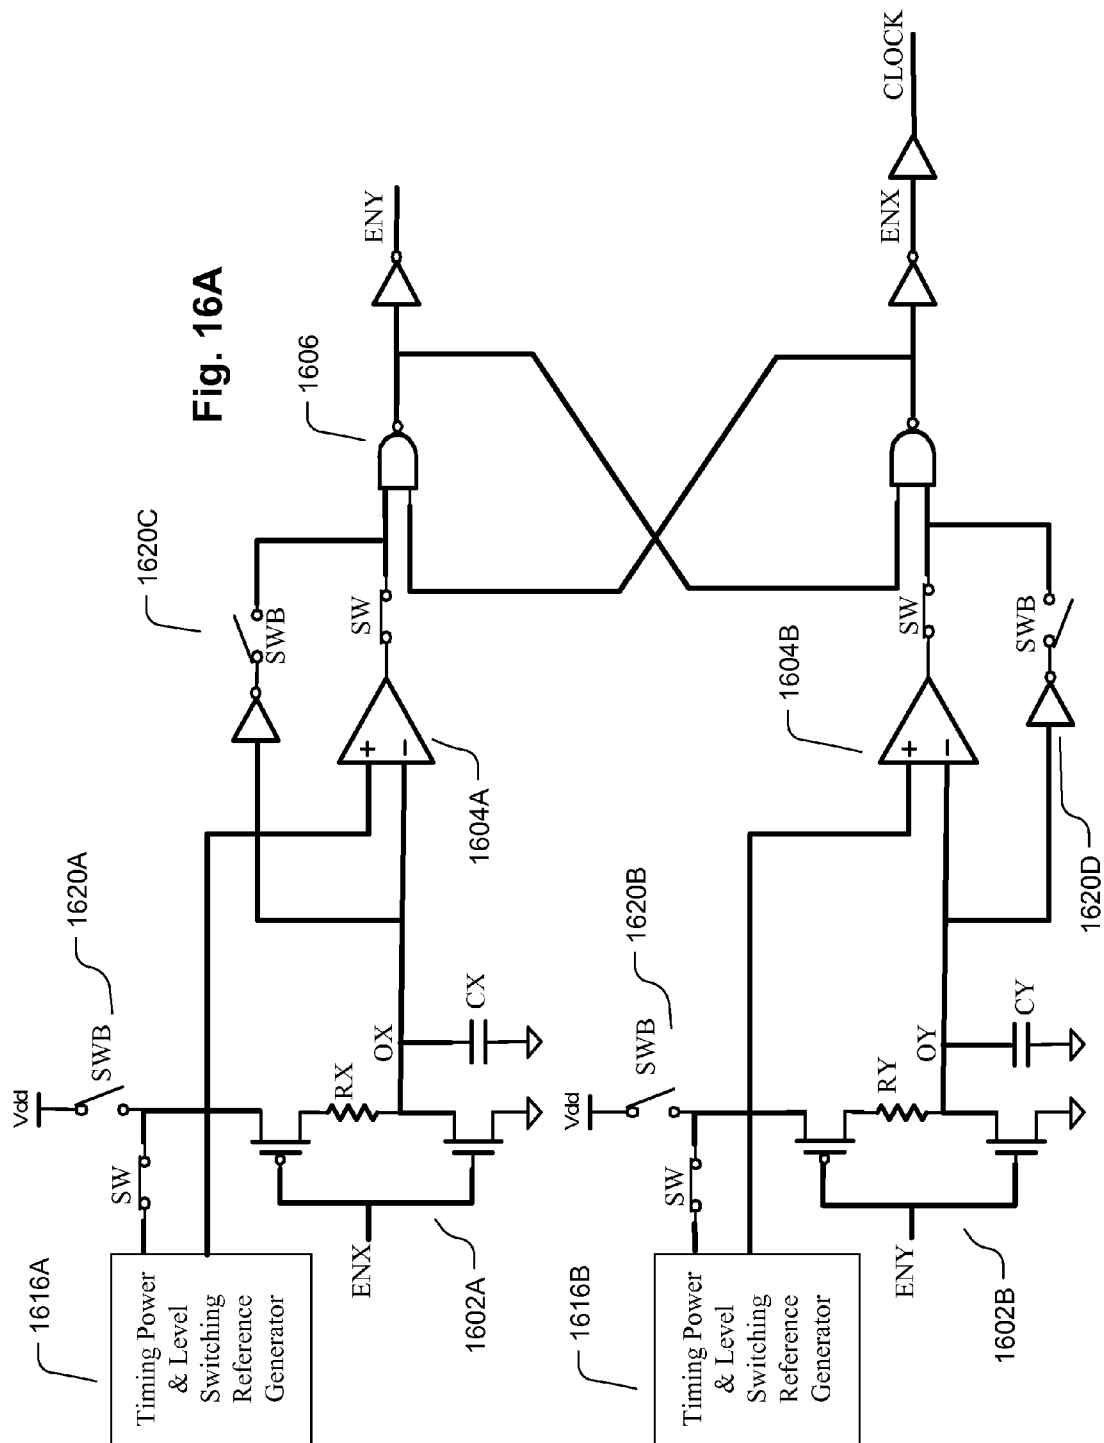 Fig. 16A
1616A
Timing Power
& Level
Switching
Reference
Generator
SW
Vdd
SWB
1620A
ENX
1602A
RX
OX
CX
1604A
+
−
SWB
1620C
SW
1606
ENY
1616B
Timing Power
& Level
Switching
Reference
Generator
SW
Vdd
SWB
1620B
ENY
1602B
RY
OY
CY
1604B
+
−
SW
SWB
1620D
ENX
CLOCK